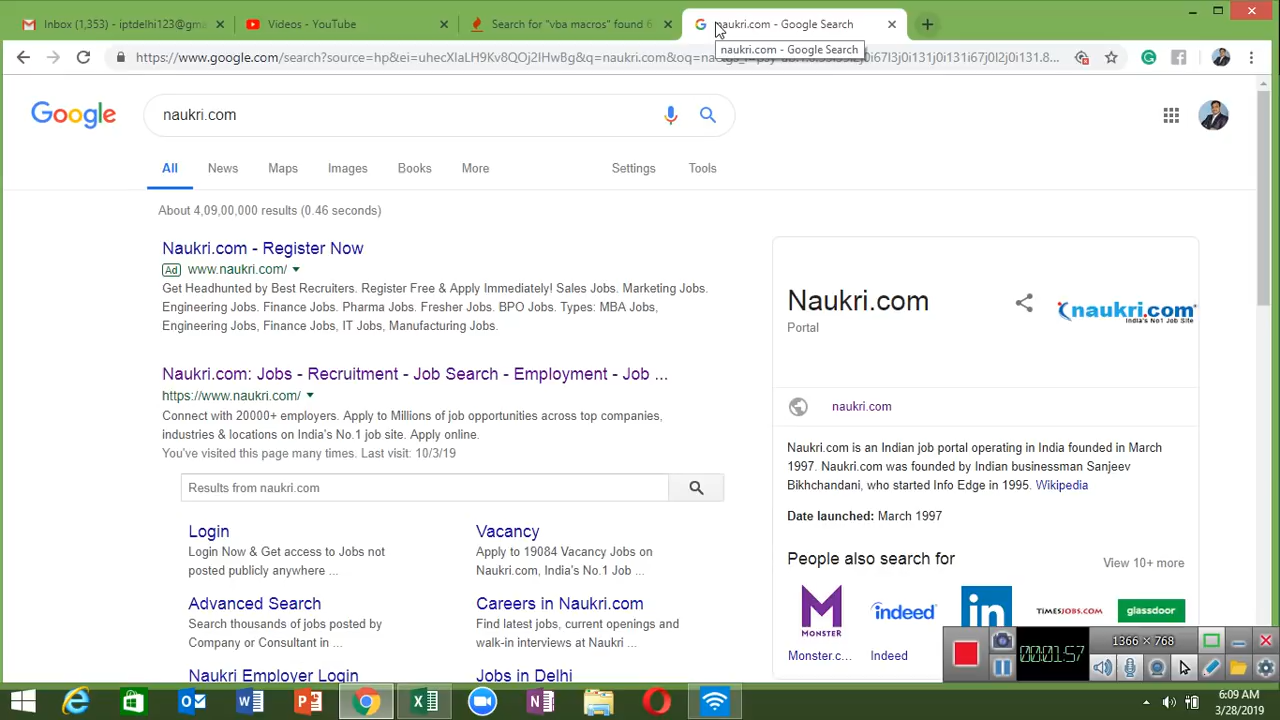 Inbox (1,353) - iptdelhi123@gm
Videos - YouTube
Search for "vba macros" found 6
naukri.com - Google Search
naukri.com - Google Search
naukri.com
Google
All
News
Maps
Images
Books
More
Settings
Tools
About 4,09,00,000 results (0.46 seconds)
Naukri.com - Register Now
Ad www.naukri.com/
Get Headhunted by Best Recruiters. Register Free & Apply Immediately! Sales Jobs. Marketing Jobs.
Engineering Jobs. Finance Jobs. Pharma Jobs. Fresher Jobs. BPO Jobs. Types: MBA Jobs,
Engineering Jobs, Finance Jobs, IT Jobs, Manufacturing Jobs.
Naukri.com: Jobs - Recruitment - Job Search - Employment - Job ...
https://www.naukri.com/
Connect with 20000+ employers. Apply to Millions of job opportunities across top companies,
industries & locations on India's No.1 job site. Apply online.
You've visited this page many times. Last visit: 10/3/19
Results from naukri.com
Login
Login Now & Get access to Jobs not
posted publicly anywhere ...
Vacancy
Apply to 19084 Vacancy Jobs on
Naukri.com, India's No.1 Job ...
Advanced Search
Search thousands of jobs posted by
Company or Consultant in ...
Careers in Naukri.com
Find latest jobs, current openings and
walk-in interviews at Naukri ...
Naukri Employer Login
Jobs in Delhi
Naukri.com
Portal
naukri.com
India's No1 Job Site
naukri.com
Naukri.com is an Indian job portal operating in India founded in March
1997. Naukri.com was founded by Indian businessman Sanjeev
Bikhchandani, who started Info Edge in 1995. Wikipedia
Date launched: March 1997
People also search for
View 10+ more
MONSTER
indeed
in
TIMESJOBS.COM
glassdoor
Monster.c...
Indeed
1366 × 768
00:01:57
6:09 AM
3/28/2019